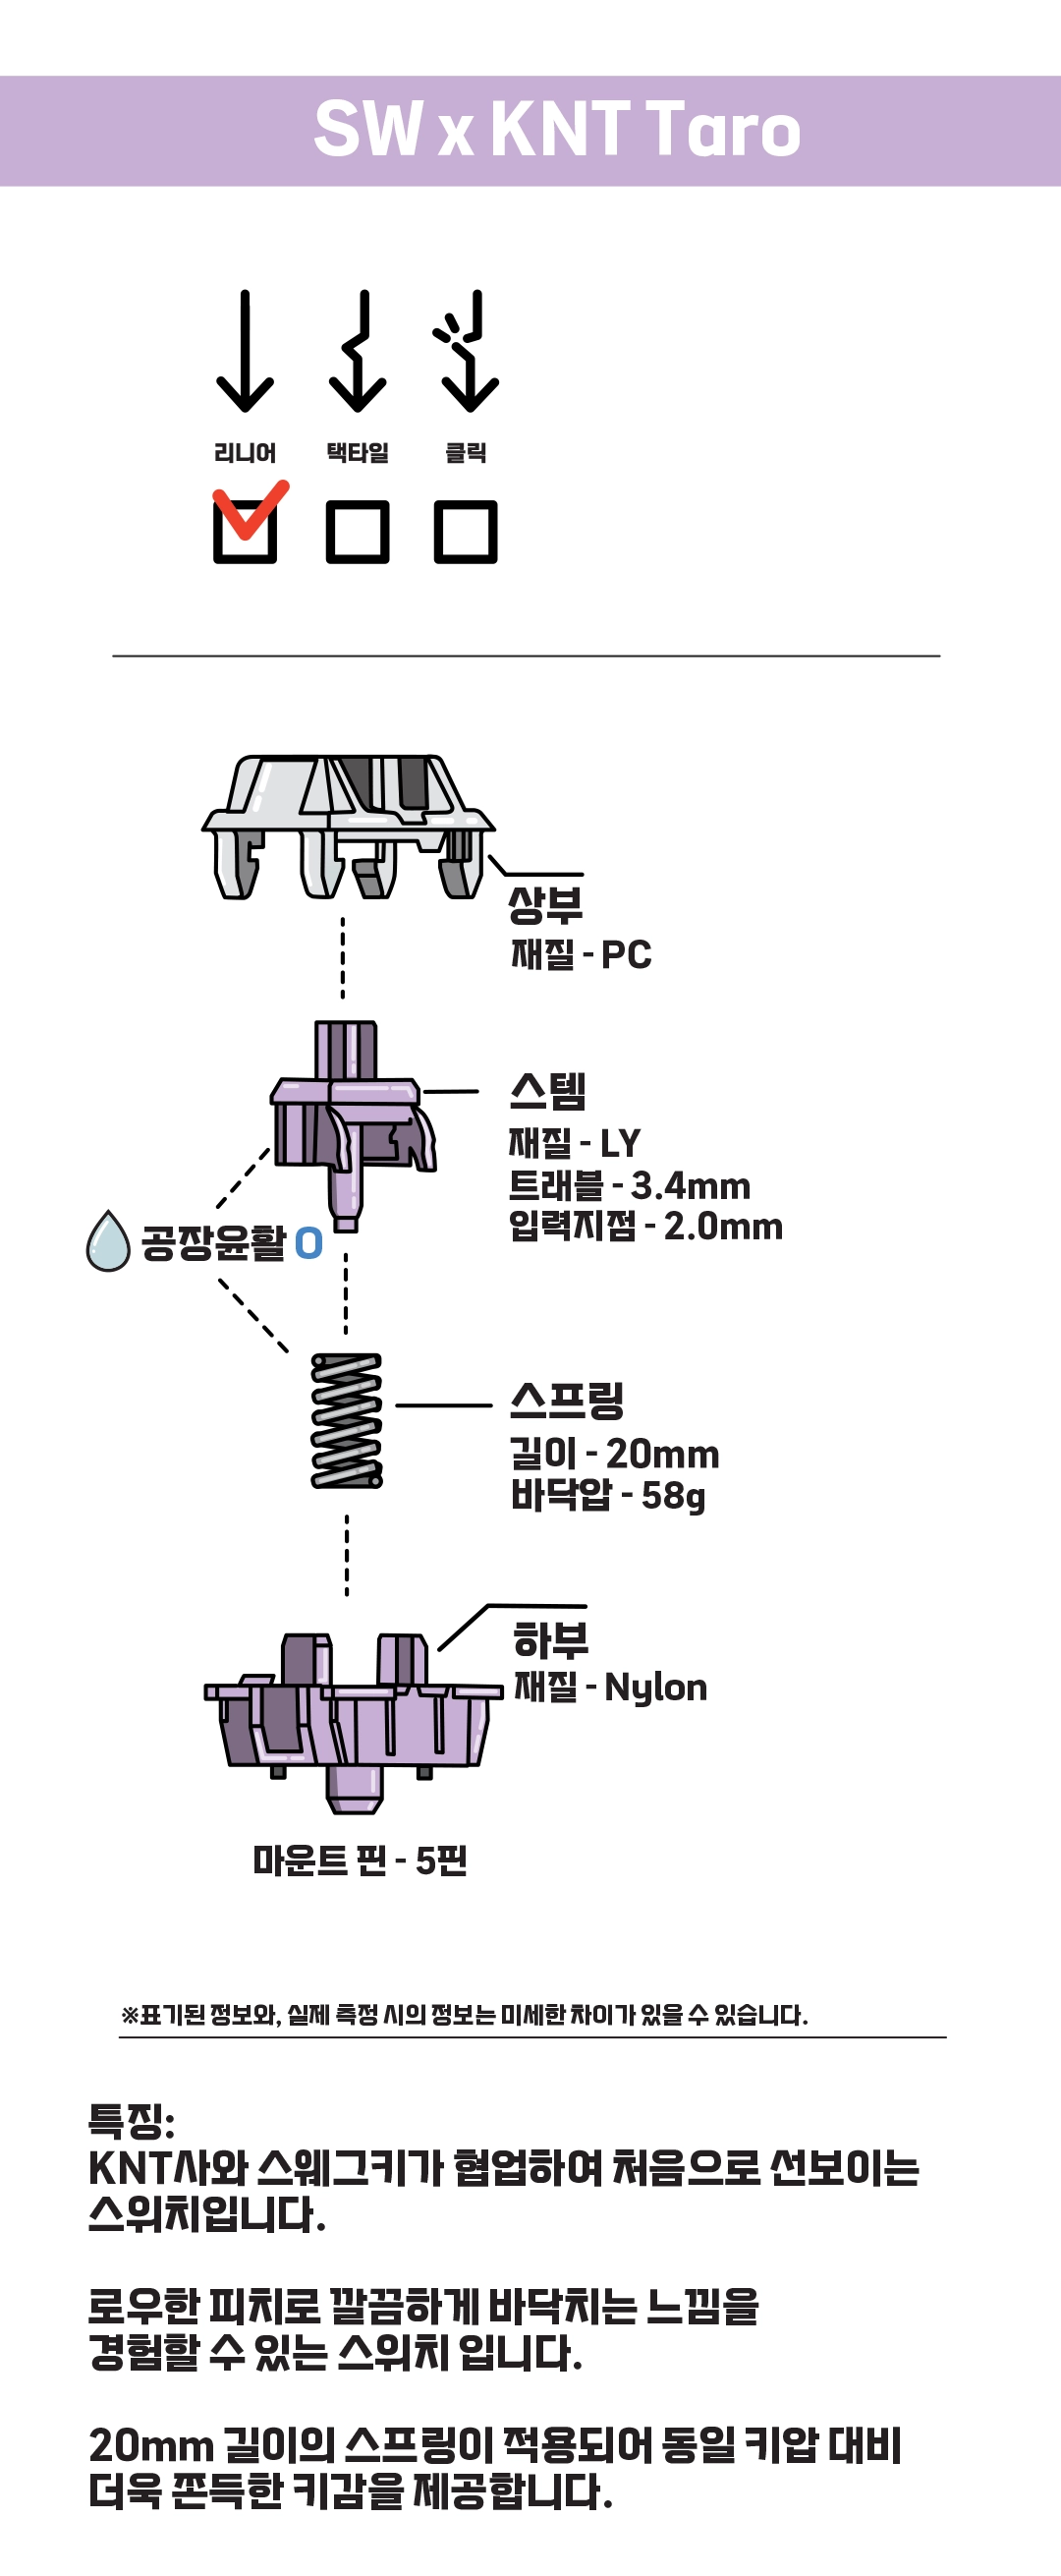 SW x KNT Taro
리니어 택타일 클릭
상부
재질 - PC
스템
재질 - LY
트래블 - 3.4mm
입력지점 - 2.0mm
공장윤활 O
스프링
길이 - 20mm
바닥압 - 58g
하부
재질 - Nylon
마운트 핀 - 5핀
※표기된 정보와, 실제 측정 시의 정보는 미세한 차이가 있을 수 있습니다.
특징:
KNT사와 스웨그키가 협업하여 처음으로 선보이는
스위치입니다.
로우한 피치로 깔끔하게 바닥치는 느낌을
경험할 수 있는 스위치 입니다.
20mm 길이의 스프링이 적용되어 동일 키압 대비
더욱 쫀득한 키감을 제공합니다.